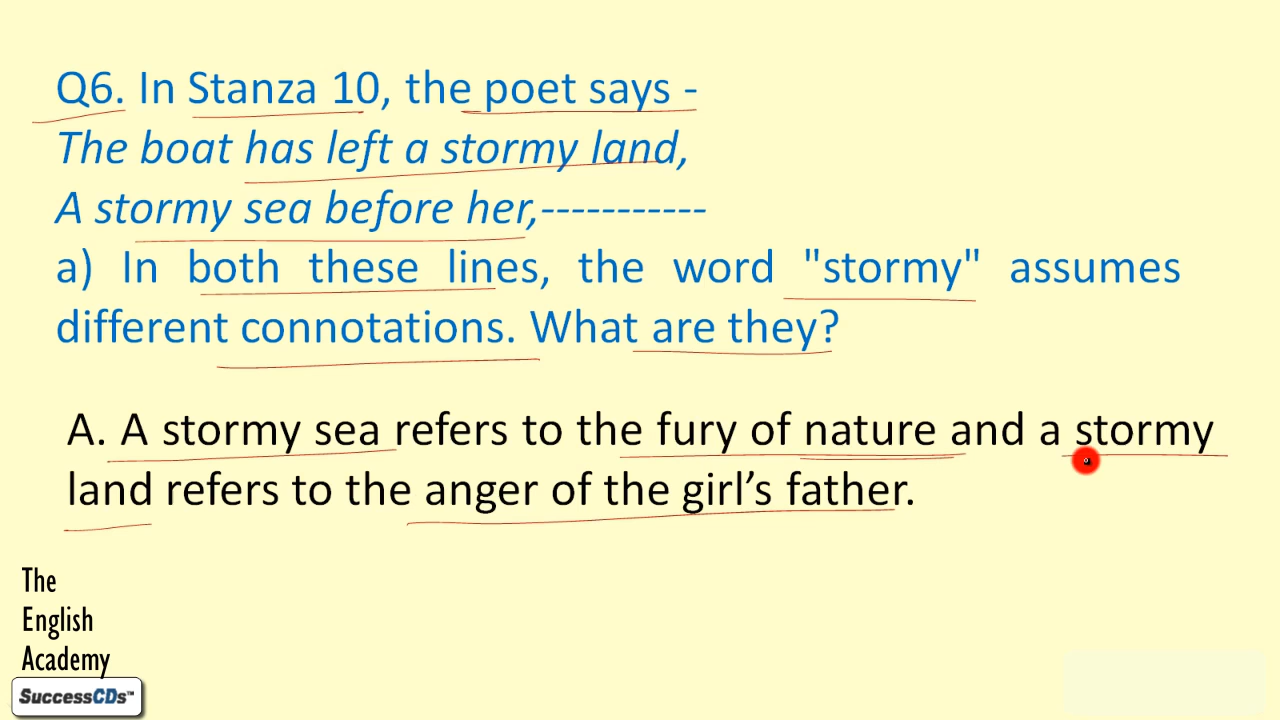 Q6. In Stanza 10, the poet says -
The boat has left a stormy land,
A stormy sea before her,-----------
a) In both these lines, the word "stormy" assumes
different connotations. What are they?
A. A stormy sea refers to the fury of nature and a stormy
land refers to the anger of the girl’s father.
The
English
Academy
SuccessCDs™